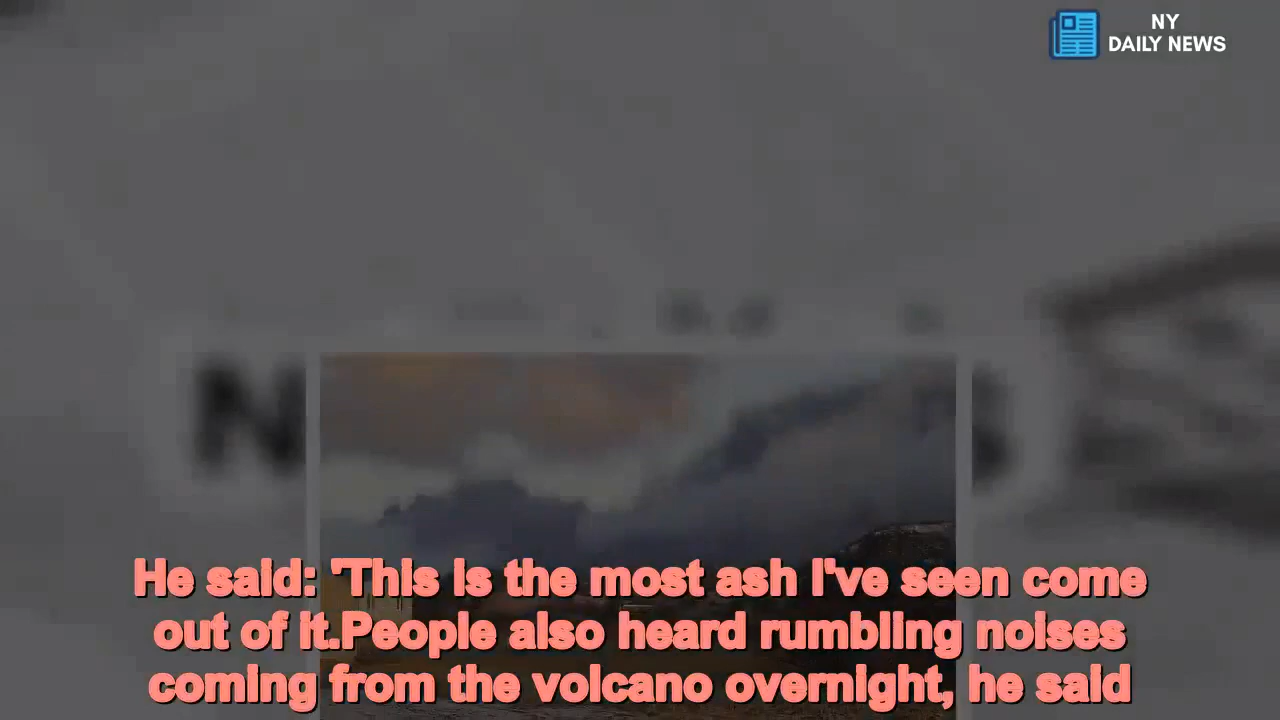 NY
DAILY NEWS
He said: 'This is the most ash I've seen come
out of it.People also heard rumbling noises
coming from the volcano overnight, he said